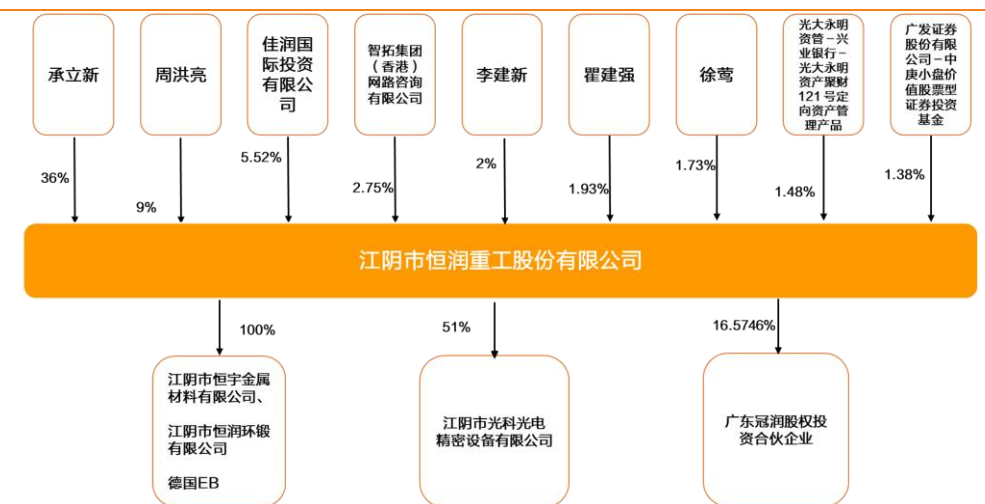 承立新
周洪亮
佳润国
际投资
有限公
司
智拓集团
（香港）
网路咨询
有限公司
李建新
瞿建强
徐莺
光大永明
资管－兴
业银行－
光大永明
资产聚财
121 号定
向资产管
理产品
广发证券
股份有限
公司－中
庚小盘价
值股票型
证券投资
基金
36%
9%
5.52%
2.75%
2%
1.93%
1.73%
1.48%
1.38%
江阴市恒润重工股份有限公司
100%
51%
16.5746%
江阴市恒宇金属
材料有限公司、
江阴市恒润环锻
有限公司
德国EB
江阴市光科光电
精密设备有限公司
广东冠润股权投
资合伙企业